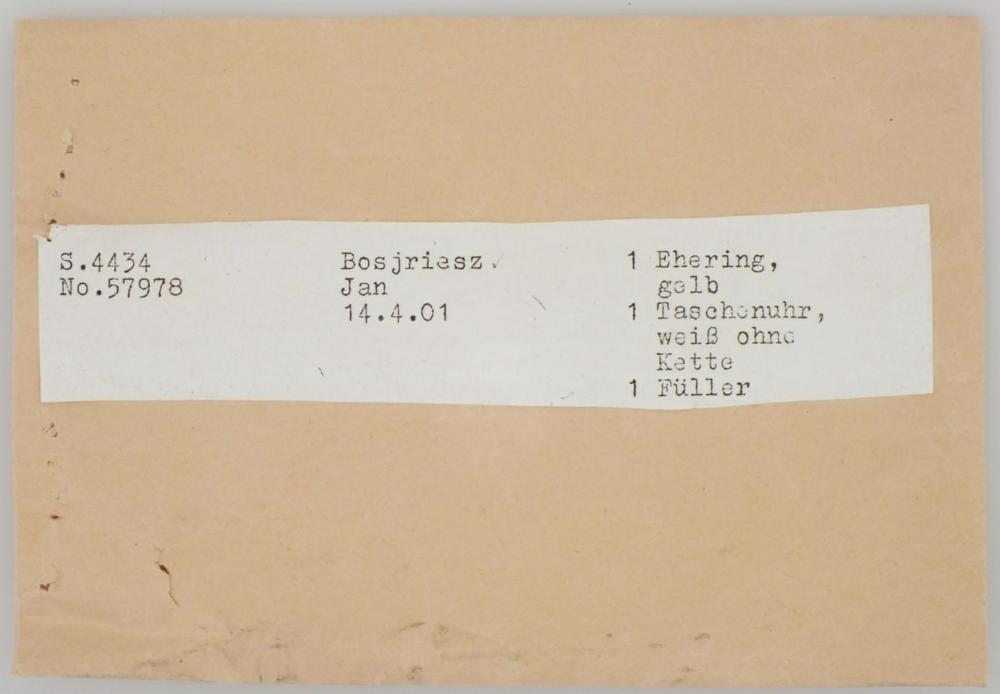 S.4434 Bosjriesz 1 Ehering,
No.57978 Jan gelb
14.4.01 1 Taschenuhr,
weiß ohne
Kette
1 Füller